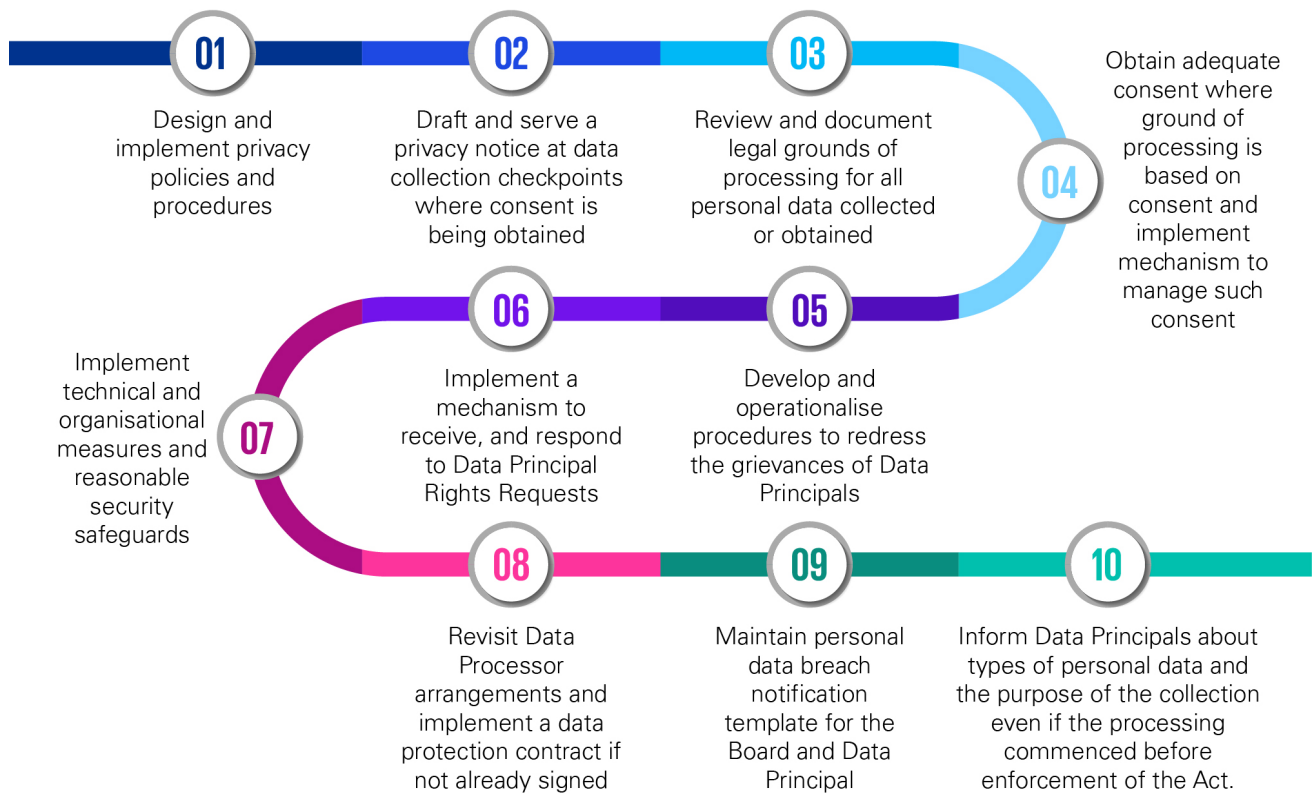 01
Design and
implement privacy
policies and
procedures
02
Draft and serve a
privacy notice at data
collection checkpoints
where consent is
being obtained
03
Review and document
legal grounds of
processing for all
personal data collected
or obtained
04
Obtain adequate
consent where
ground of
processing is
based on
consent and
implement
mechanism to
manage such
consent
05
Develop and
operationalise
procedures to redress
the grievances of Data
Principals
06
Implement a
mechanism to
receive, and respond
to Data Principal
Rights Requests
07
Implement
technical and
organisational
measures and
reasonable
security
safeguards
08
Revisit Data
Processor
arrangements and
implement a data
protection contract if
not already signed
09
Maintain personal
data breach
notification
template for the
Board and Data
Principal
10
Inform Data Principals about
types of personal data and
the purpose of the collection
even if the processing
commenced before
enforcement of the Act.